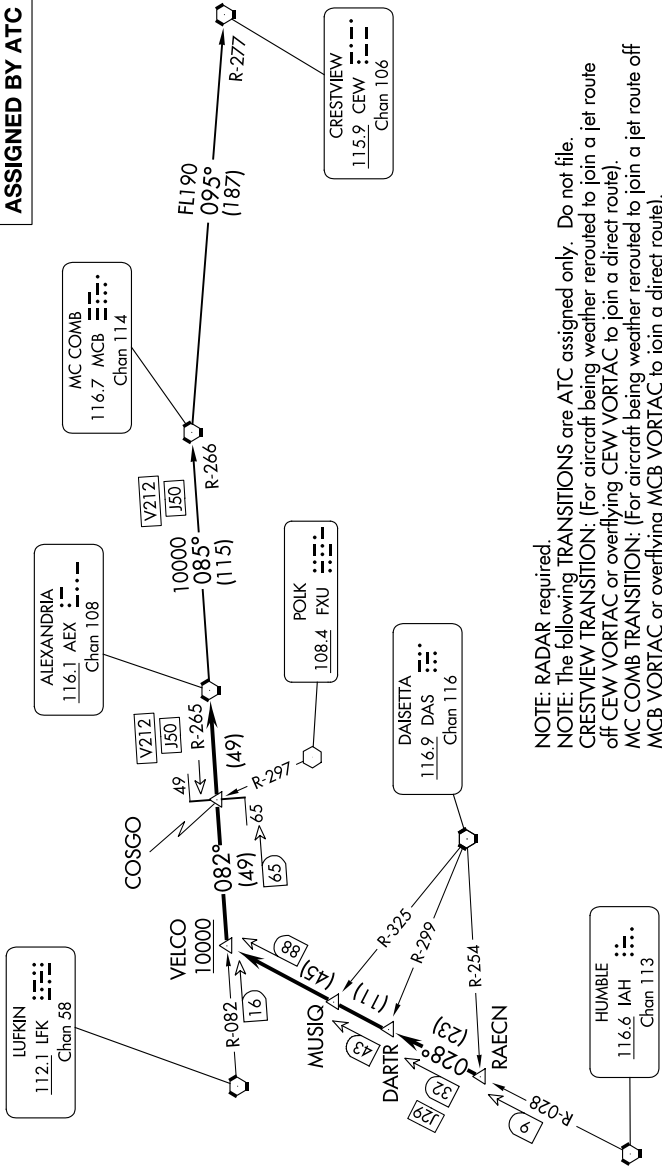 ASSIGNED BY ATC
R-277
CRESTVIEW
115.9 CEW
Chan 106
FL190
095°
(187)
MC COMB
116.7 MCB
Chan 114
R-266
V212
J50
10000
085°
(115)
ALEXANDRIA
116.1 AEX
Chan 108
POLK
108.4 FXU
V212
J50
R-265
49
(49)
R-297
COSGO
65
65
082°
(49)
DAISETTA
116.9 DAS
Chan 116
VELCO
10000
LUFKIN
112.1 LFK
Chan 58
R-082
16
88
(45)
R-325
R-299
R-254
MUSIQ
43
(11)
DARTR
(23)
028°
32
J29
RAECN
9
R-028
HUMBLE
116.6 IAH
Chan 113
NOTE: RADAR required.
NOTE: The following TRANSITIONS are ATC assigned only. Do not file.
CRESTVIEW TRANSITION: (For aircraft being weather rerouted to join a jet route
off CEW VORTAC or overflying CEW VORTAC to join a direct route).
MC COMB TRANSITION: (For aircraft being weather rerouted to join a jet route off
MCB VORTAC or overflying MCB VORTAC to join a direct route).